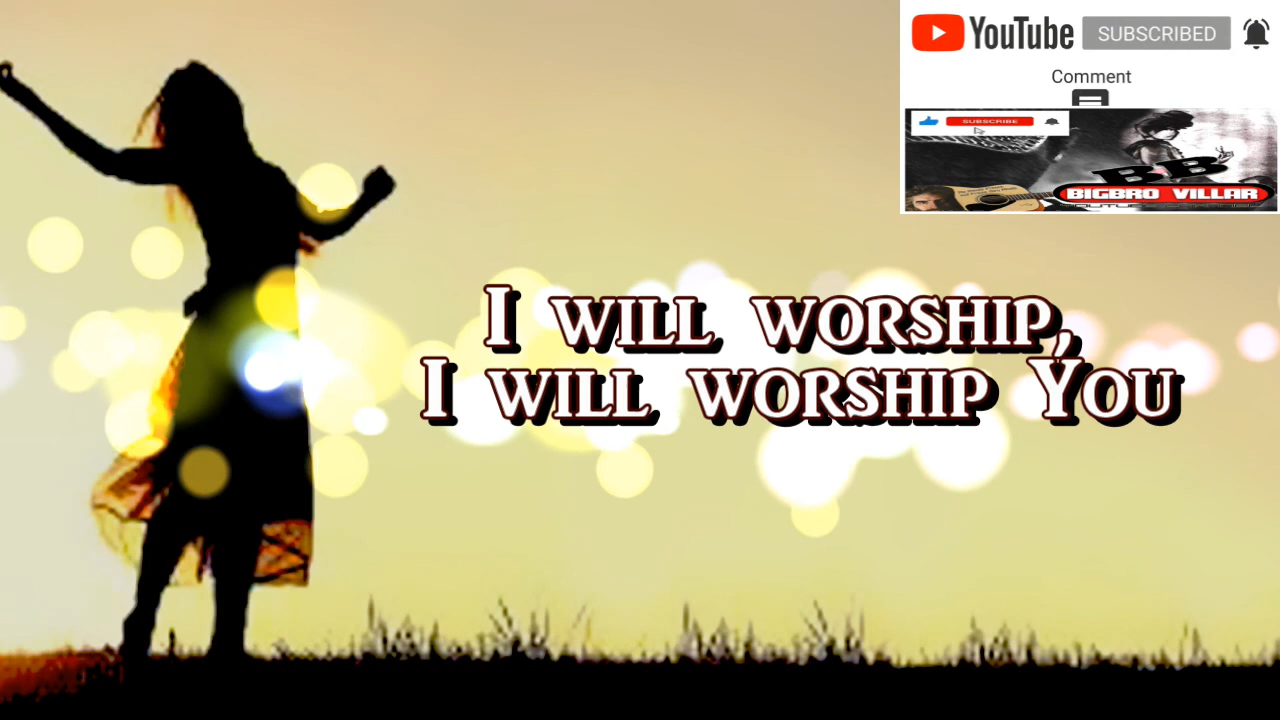 YouTube SUBSCRIBED
Comment
SUBSCRIBE
BB
BIGBRO VILLAR
I will worship,
I will worship You